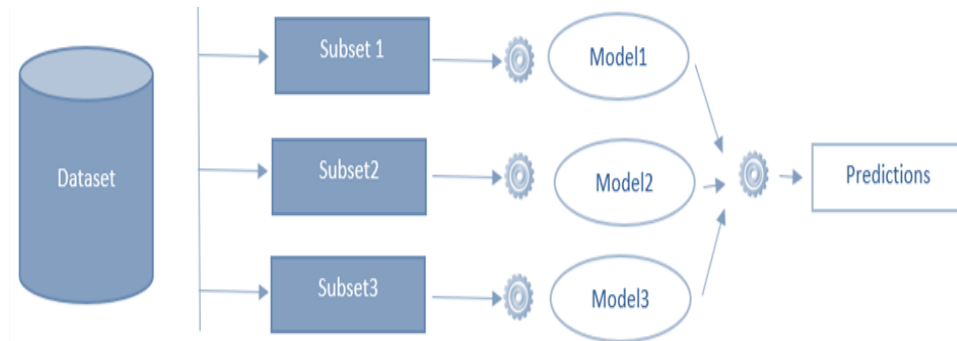 Dataset
Subset 1
Model1
Subset2
Model2
Predictions
Subset3
Model3